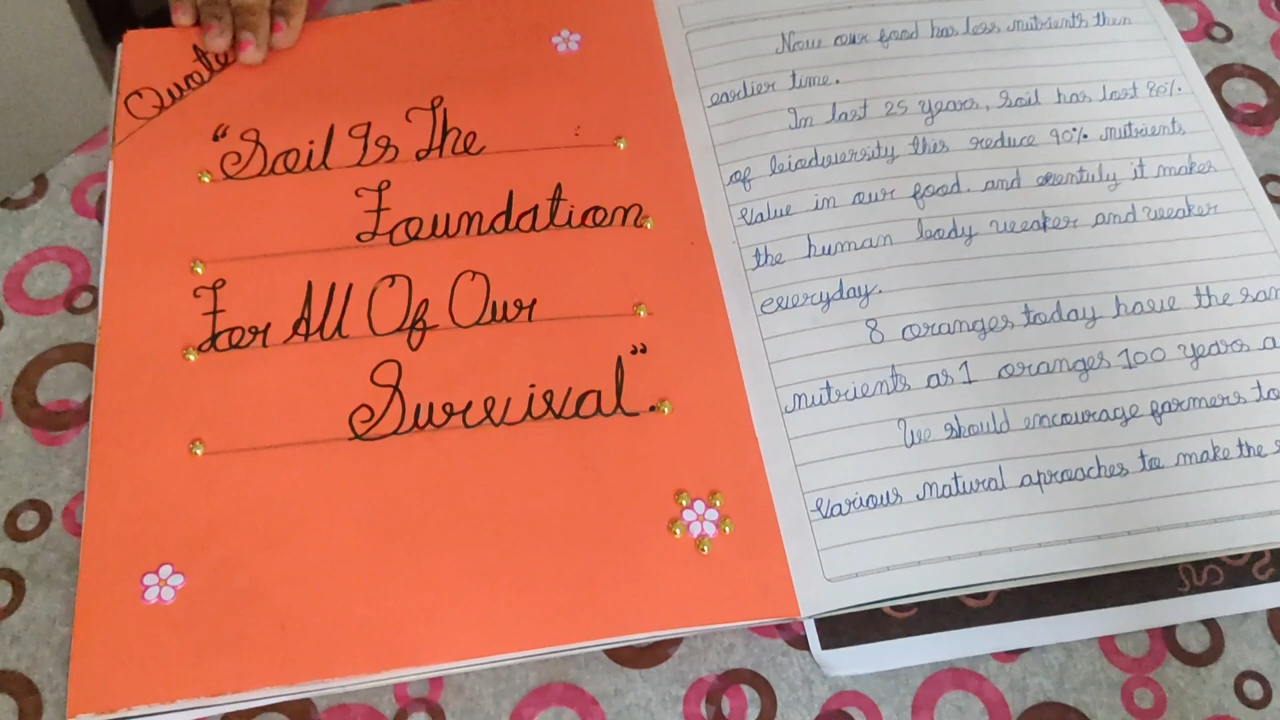 Quote
"Soil Is The
Foundation
For All Of Our
Survival".
Now our food has less nutrients then
earlier time.
In last 25 years, soil has lost 80%
of biodiversity this reduce 90% nutrients
value in our food. and eventuly it makes
the human body weaker and weaker
everyday.
8 oranges today have the
nutrients as 1 oranges 100 years
We should encourage farmers to
various natural aproaches to make the